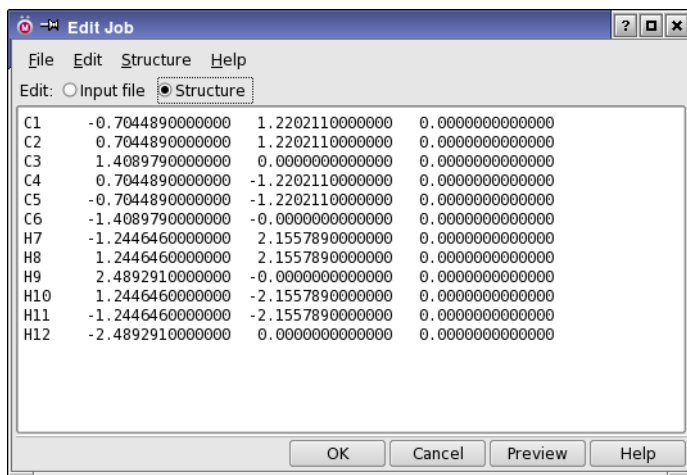 Edit Job
File Edit Structure Help
Edit: Input file Structure
C1 -0.7044890000000 1.2202110000000 0.0000000000000
C2 0.7044890000000 1.2202110000000 0.0000000000000
C3 1.4089790000000 0.0000000000000 0.0000000000000
C4 0.7044890000000 -1.2202110000000 0.0000000000000
C5 -0.7044890000000 -1.2202110000000 0.0000000000000
C6 -1.4089790000000 -0.0000000000000 0.0000000000000
H7 -1.2446460000000 2.1557890000000 0.0000000000000
H8 1.2446460000000 2.1557890000000 0.0000000000000
H9 2.4892910000000 -0.0000000000000 0.0000000000000
H10 1.2446460000000 -2.1557890000000 0.0000000000000
H11 -1.2446460000000 -2.1557890000000 0.0000000000000
H12 -2.4892910000000 0.0000000000000 0.0000000000000
OK Cancel Preview Help